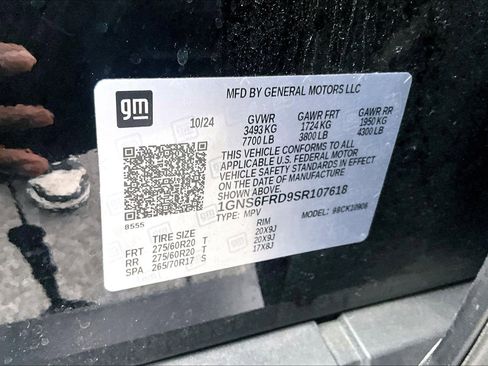 gm
MFD BY GENERAL MOTORS LLC
10/24 GVWR GAWR FRT GAWR RR
3493 KG 1724 KG 1950 KG
7700 LB 3800 LB 4300 LB
THIS VEHICLE CONFORMS TO ALL
APPLICABLE U.S. FEDERAL MOTOR
VEHICLE SAFETY STANDARDS IN EFFECT
ON THE DATE OF MANUFACTURE
SHOWN ABOVE.
1GNS6FRD9SR107618
8555 TYPE: MPV MODEL:
TIRE SIZE RIM
FRT 275/60R20 T 20X9J
RR 275/60R20 T 20X9J
SPA 265/70R17 S 17X8J